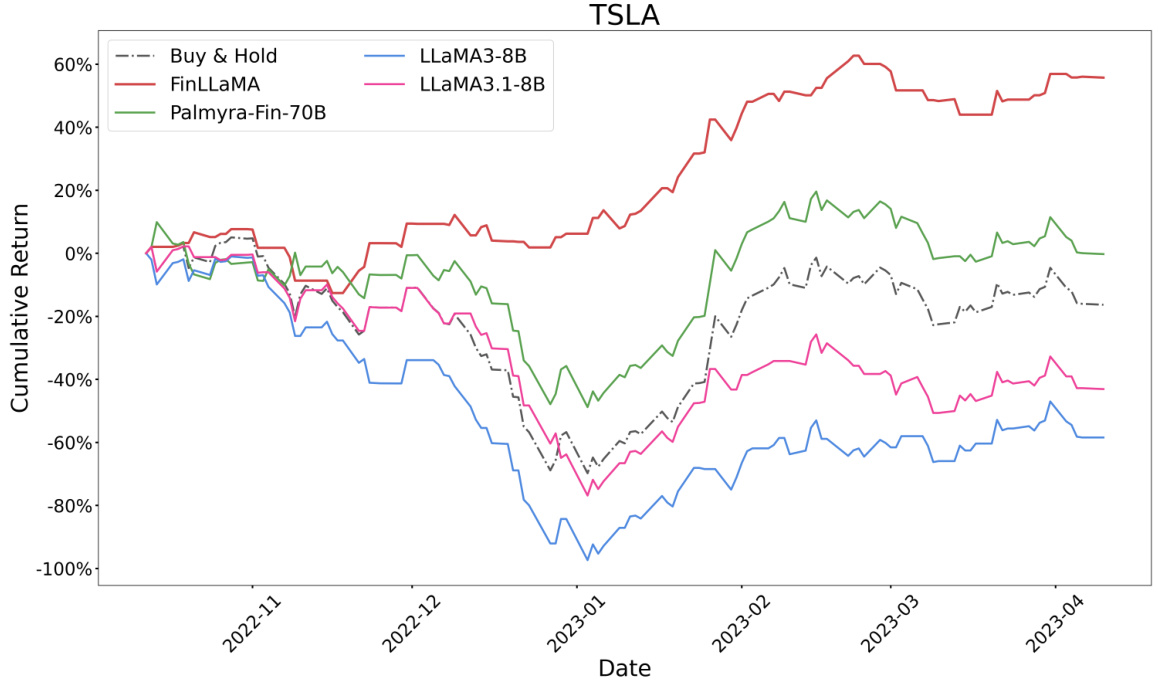 TSLA
Buy & Hold
FinLLaMA
Palmyra-Fin-70B
LLaMA3-8B
LLaMA3.1-8B
Cumulative Return
60%
40%
20%
0%
-20%
-40%
-60%
-80%
-100%
2022-11
2022-12
2023-01
2023-02
2023-03
2023-04
Date